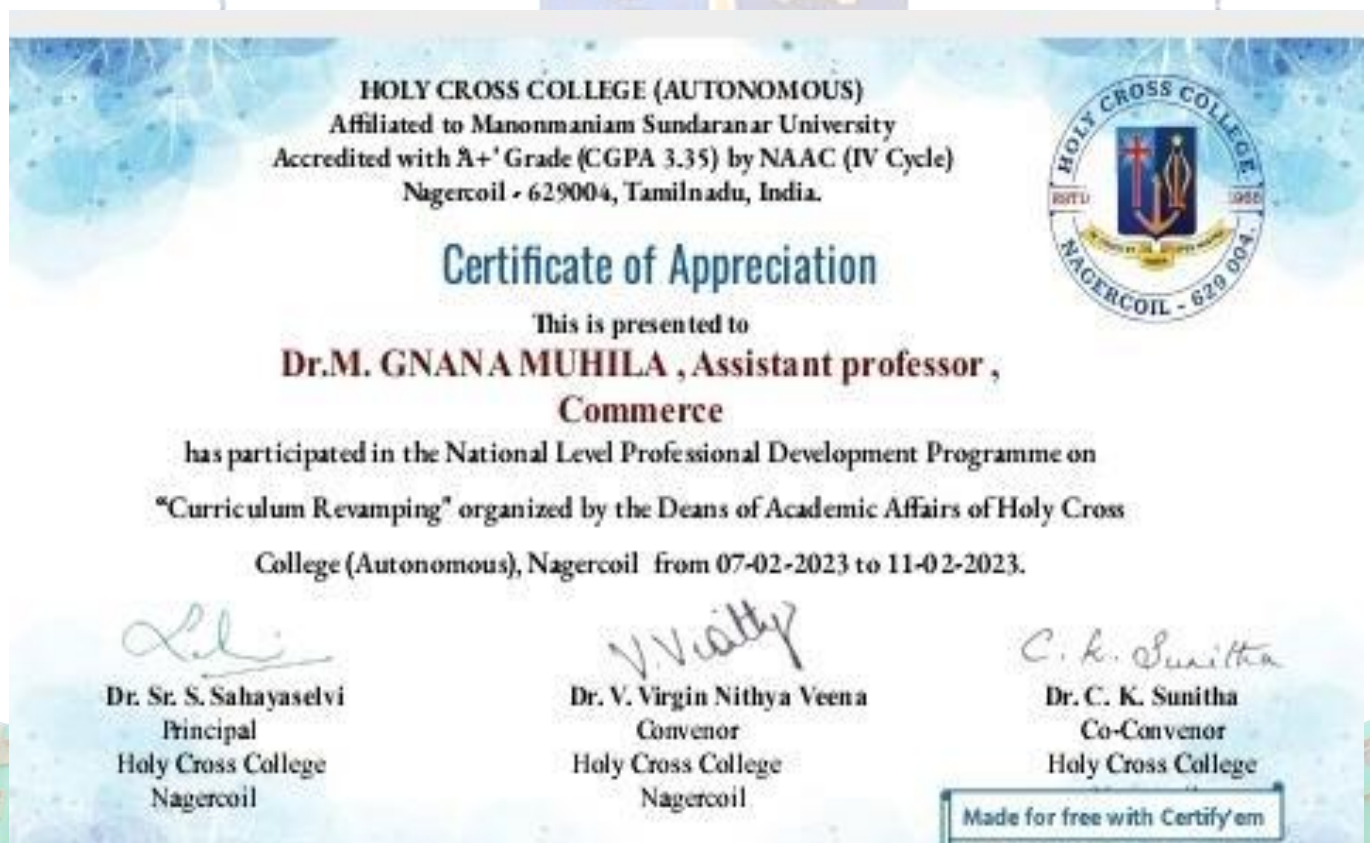 HOLY CROSS COLLEGE (AUTONOMOUS)
Affiliated to Manonmaniam Sundaranar University
Accredited with 'A+' Grade (CGPA 3.35) by NAAC (IV Cycle)
Nagercoil - 629004, Tamilnadu, India.
HOLY CROSS COLLEGE
ESTD 1965
NAGERCOIL - 629 004.
Certificate of Appreciation
This is presented to
Dr.M. GNANA MUHILA , Assistant professor ,
Commerce
has participated in the National Level Professional Development Programme on
"Curriculum Revamping" organized by the Deans of Academic Affairs of Holy Cross
College (Autonomous), Nagercoil from 07-02-2023 to 11-02-2023.
C. K. Sunitha
Dr. Sr. S. Sahayaselvi
Principal
Holy Cross College
Nagercoil
Dr. V. Virgin Nithya Veena
Convenor
Holy Cross College
Nagercoil
Dr. C. K. Sunitha
Co-Convenor
Holy Cross College
Made for free with Certify'em